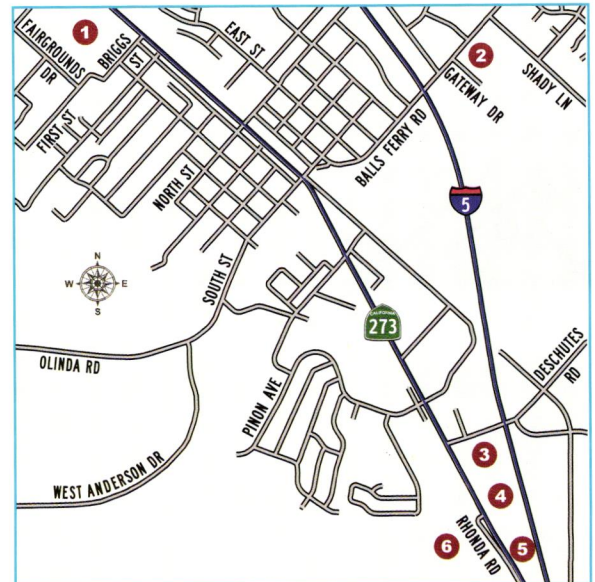 1
FAIRGROUNDS
DR
BRIGGS
ST
EAST ST
2
GATEWAY DR
SHADY LN
FIRST ST
BALLS FERRY RD
NORTH ST
5
N
W E
S
SOUTH ST
CALIFORNIA
273
OLINDA RD
DESCHUTES
RD
PINON AVE
WEST ANDERSON DR
3
4
RHONDA RD
6
5